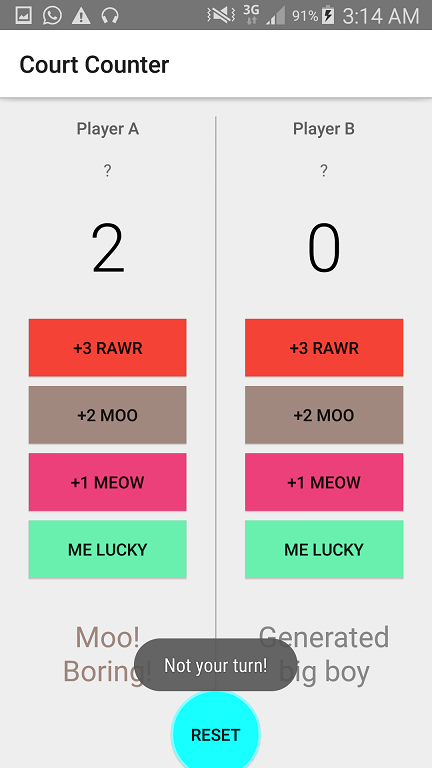 3G 91% 3:14 AM
Court Counter
Player A
Player B
?
?
2
0
+3 RAWR
+3 RAWR
+2 MOO
+2 MOO
+1 MEOW
+1 MEOW
ME LUCKY
ME LUCKY
Moo!
Boring!
Generated
big boy
Not your turn!
RESET